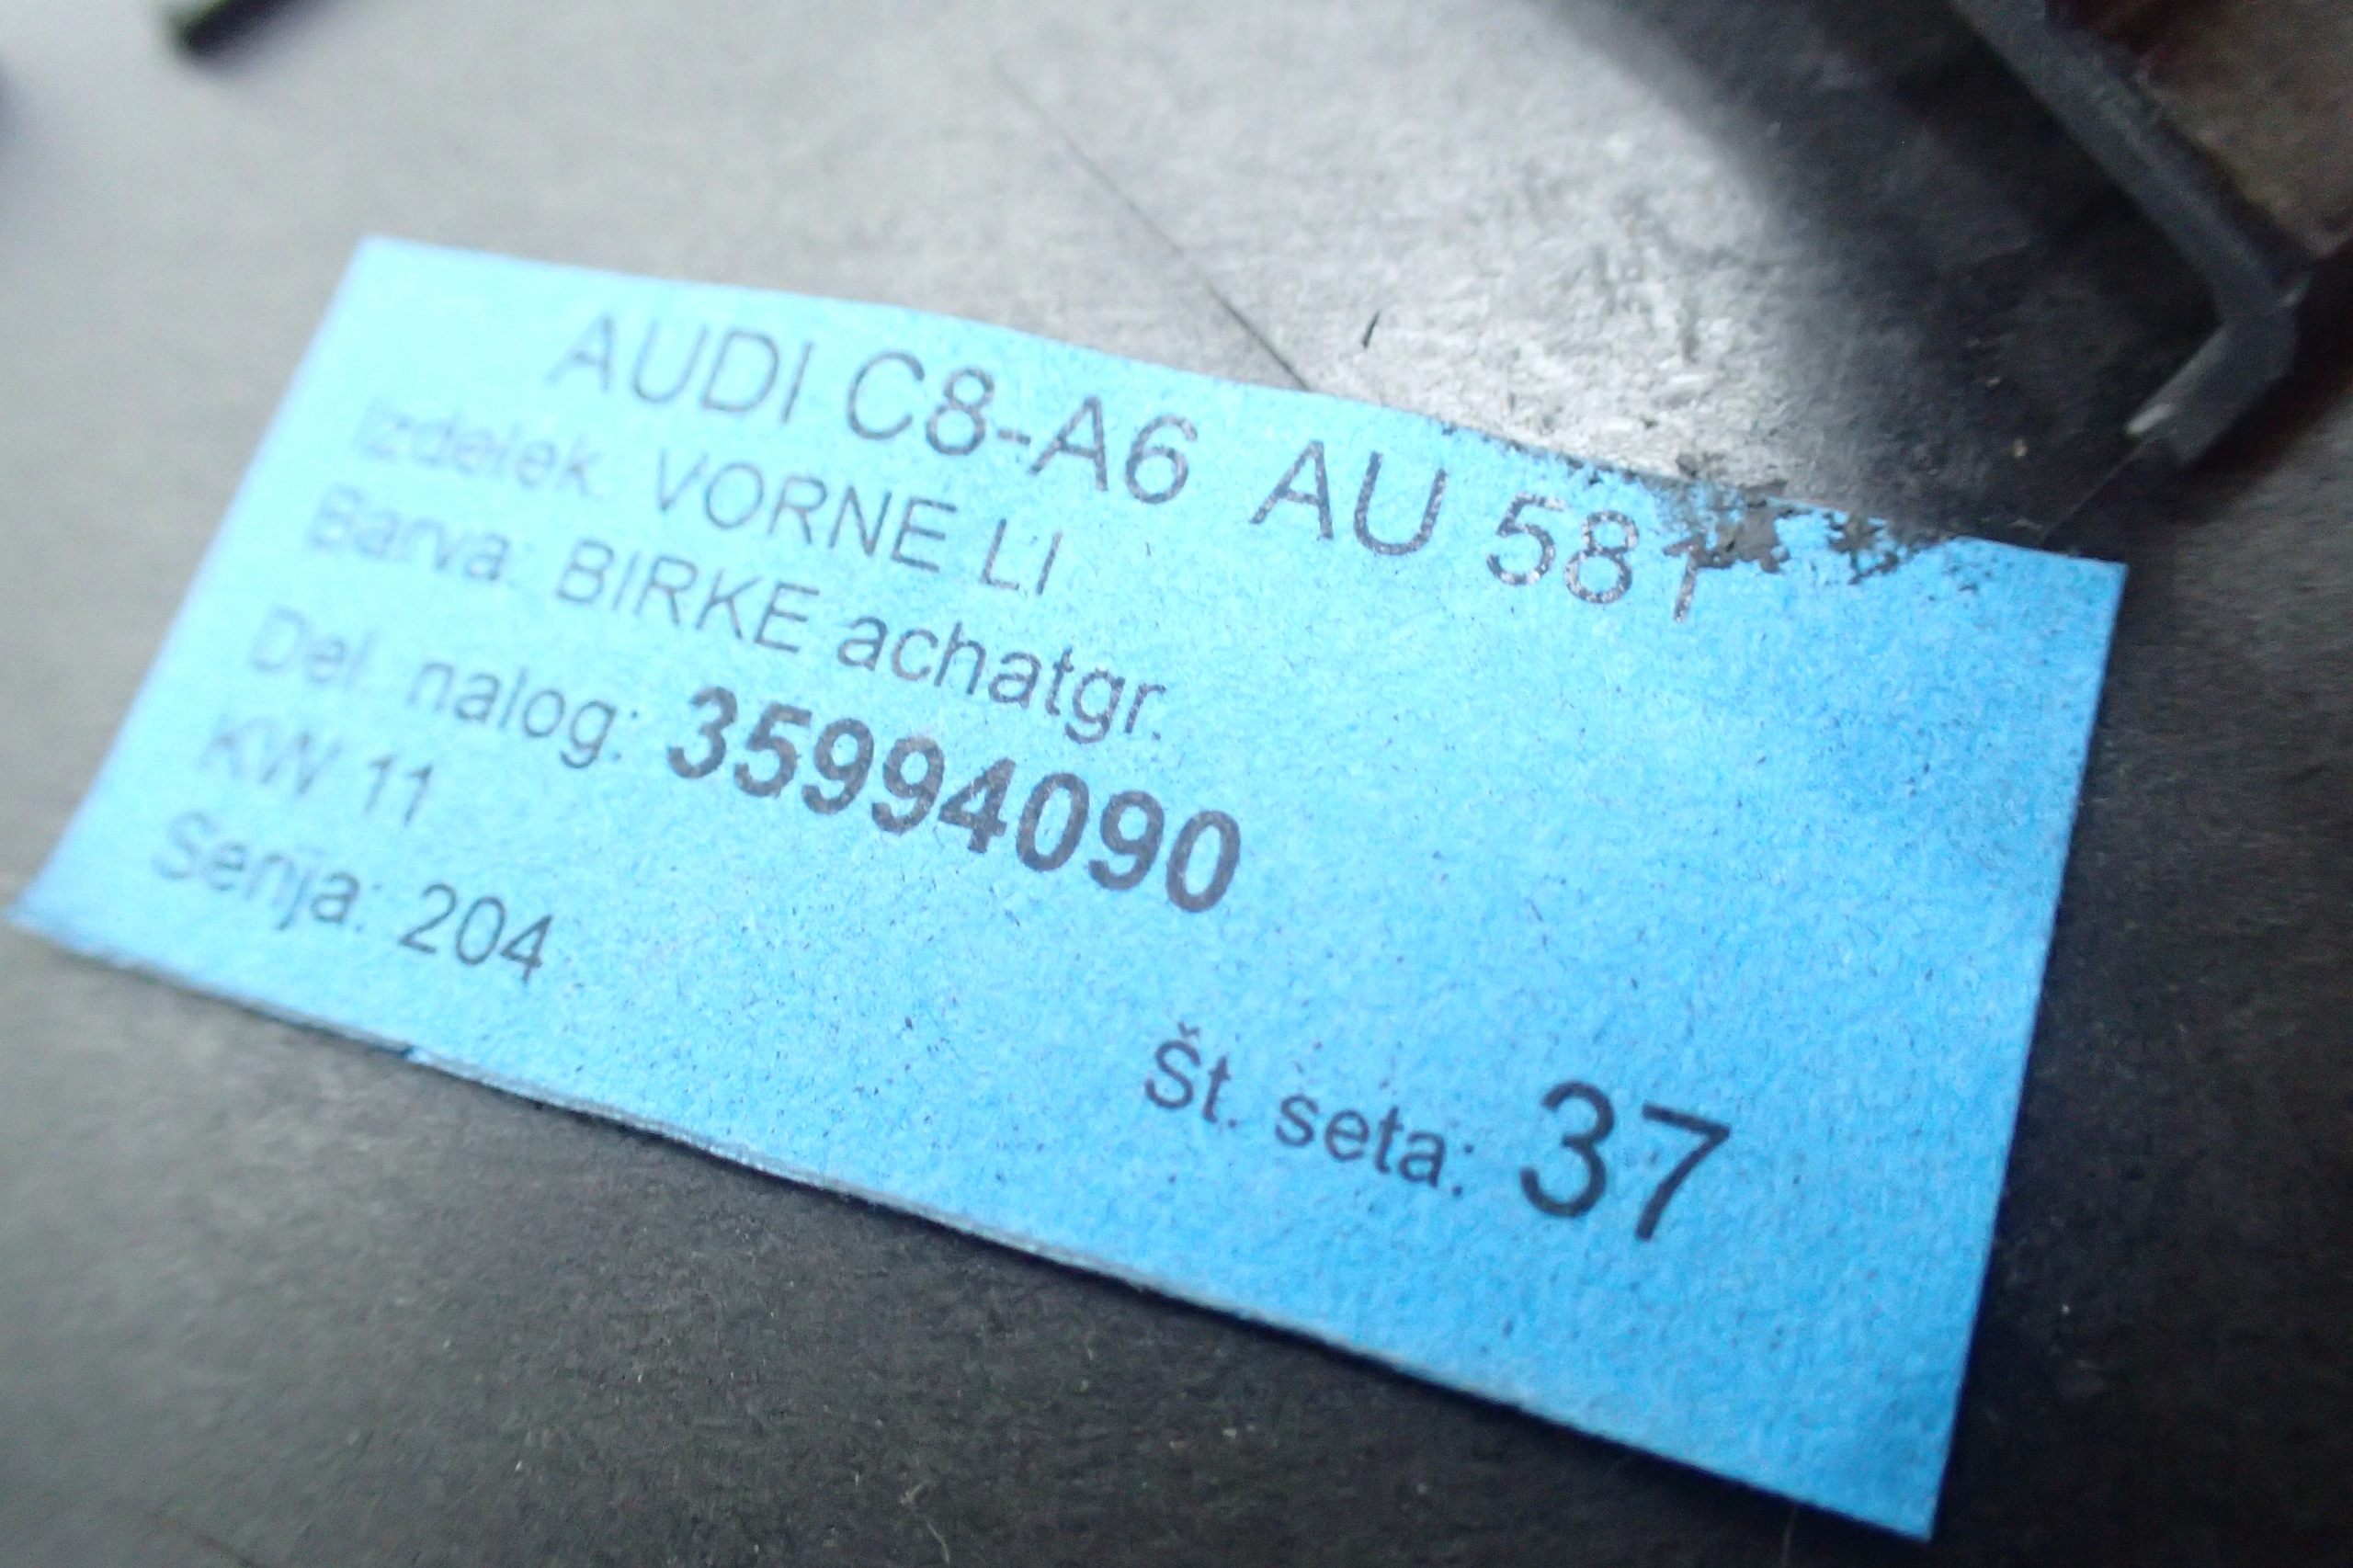 AUDI C8-A6 AU 581
Izdelek: VORNE LI
Barva: BIRKE achatgr.
Del. nalog: 35994090
KW 11
Serija: 204
Št. seta: 37